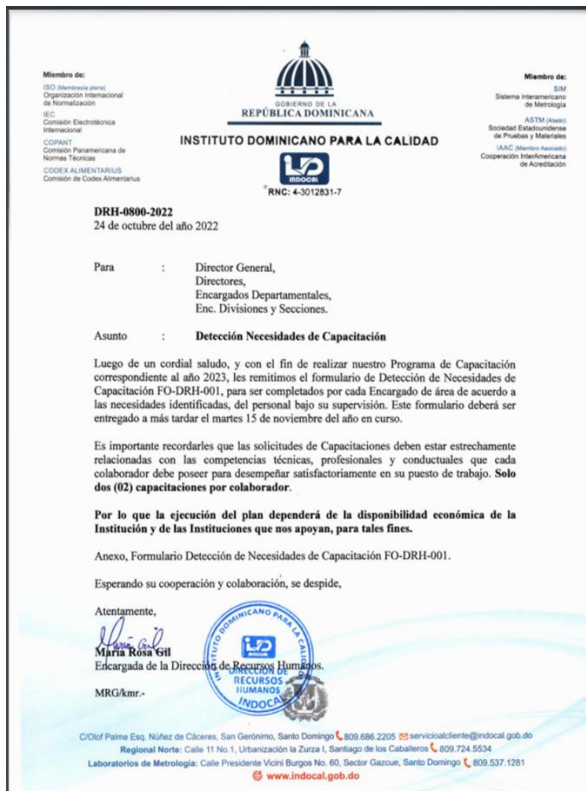 Miembro de:
ISO (Membresía plena)
Organización Internacional
de Normalización
IEC
Comisión Electrotécnica
Internacional
COPANT
Comisión Panamericana de
Normas Técnicas
CODEX ALIMENTARIUS
Comisión de Codex Alimentarius
GOBIERNO DE LA
REPÚBLICA DOMINICANA
INSTITUTO DOMINICANO PARA LA CALIDAD
INDOCAL
RNC: 4-3012831-7
Miembro de:
SIM
Sistema Interamericano
de Metrología
ASTM (Aliado)
Sociedad Estadounidense
de Pruebas y Materiales
IAAC (Miembro Asociado)
Cooperación InterAmericana
de Acreditación
DRH-0800-2022
24 de octubre del año 2022
Para : Director General,
Directores,
Encargados Departamentales,
Enc. Divisiones y Secciones.
Asunto : Detección Necesidades de Capacitación
Luego de un cordial saludo, y con el fin de realizar nuestro Programa de Capacitación
correspondiente al año 2023, les remitimos el formulario de Detección de Necesidades de
Capacitación FO-DRH-001, para ser completados por cada Encargado de área de acuerdo a
las necesidades identificadas, del personal bajo su supervisión. Este formulario deberá ser
entregado a más tardar el martes 15 de noviembre del año en curso.
Es importante recordarles que las solicitudes de Capacitaciones deben estar estrechamente
relacionadas con las competencias técnicas, profesionales y conductuales que cada
colaborador debe poseer para desempeñar satisfactoriamente en su puesto de trabajo. Solo
dos (02) capacitaciones por colaborador.
Por lo que la ejecución del plan dependerá de la disponibilidad económica de la
Institución y de las Instituciones que nos apoyan, para tales fines.
Anexo, Formulario Detección de Necesidades de Capacitación FO-DRH-001.
Esperando su cooperación y colaboración, se despide,
Atentamente,
María Rosa Gil
Encargada de la Dirección de Recursos Humanos.
INSTITUTO DOMINICANO PARA LA CALIDAD
INDOCAL
DIRECCIÓN DE
RECURSOS
HUMANOS
INDOCAL
MRG/kmr.-
C/Olof Palme Esq. Núñez de Cáceres, San Gerónimo, Santo Domingo 809.686.2205 servicioalcliente@indocal.gob.do
Regional Norte: Calle 11 No.1, Urbanización la Zurza I, Santiago de los Caballeros 809.724.5534
Laboratorios de Metrología: Calle Presidente Vicini Burgos No. 60, Sector Gazcue, Santo Domingo 809.537.1281
www.indocal.gob.do